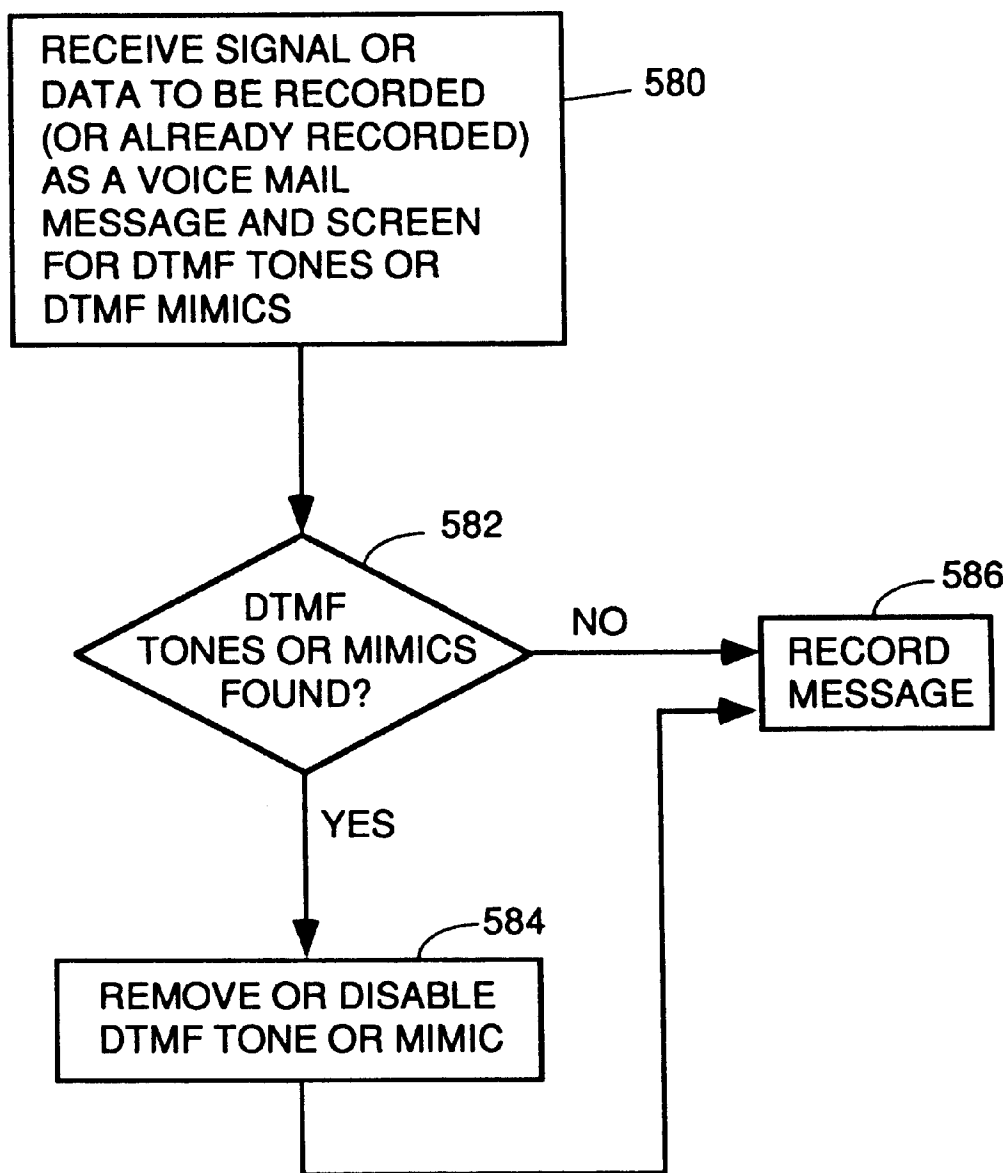 RECEIVE SIGNAL OR
DATA TO BE RECORDED
(OR ALREADY RECORDED)
AS A VOICE MAIL
MESSAGE AND SCREEN
FOR DTMF TONES OR
DTMF MIMICS
580
582
DTMF
TONES OR MIMICS
FOUND?
NO
586
RECORD
MESSAGE
YES
584
REMOVE OR DISABLE
DTMF TONE OR MIMIC